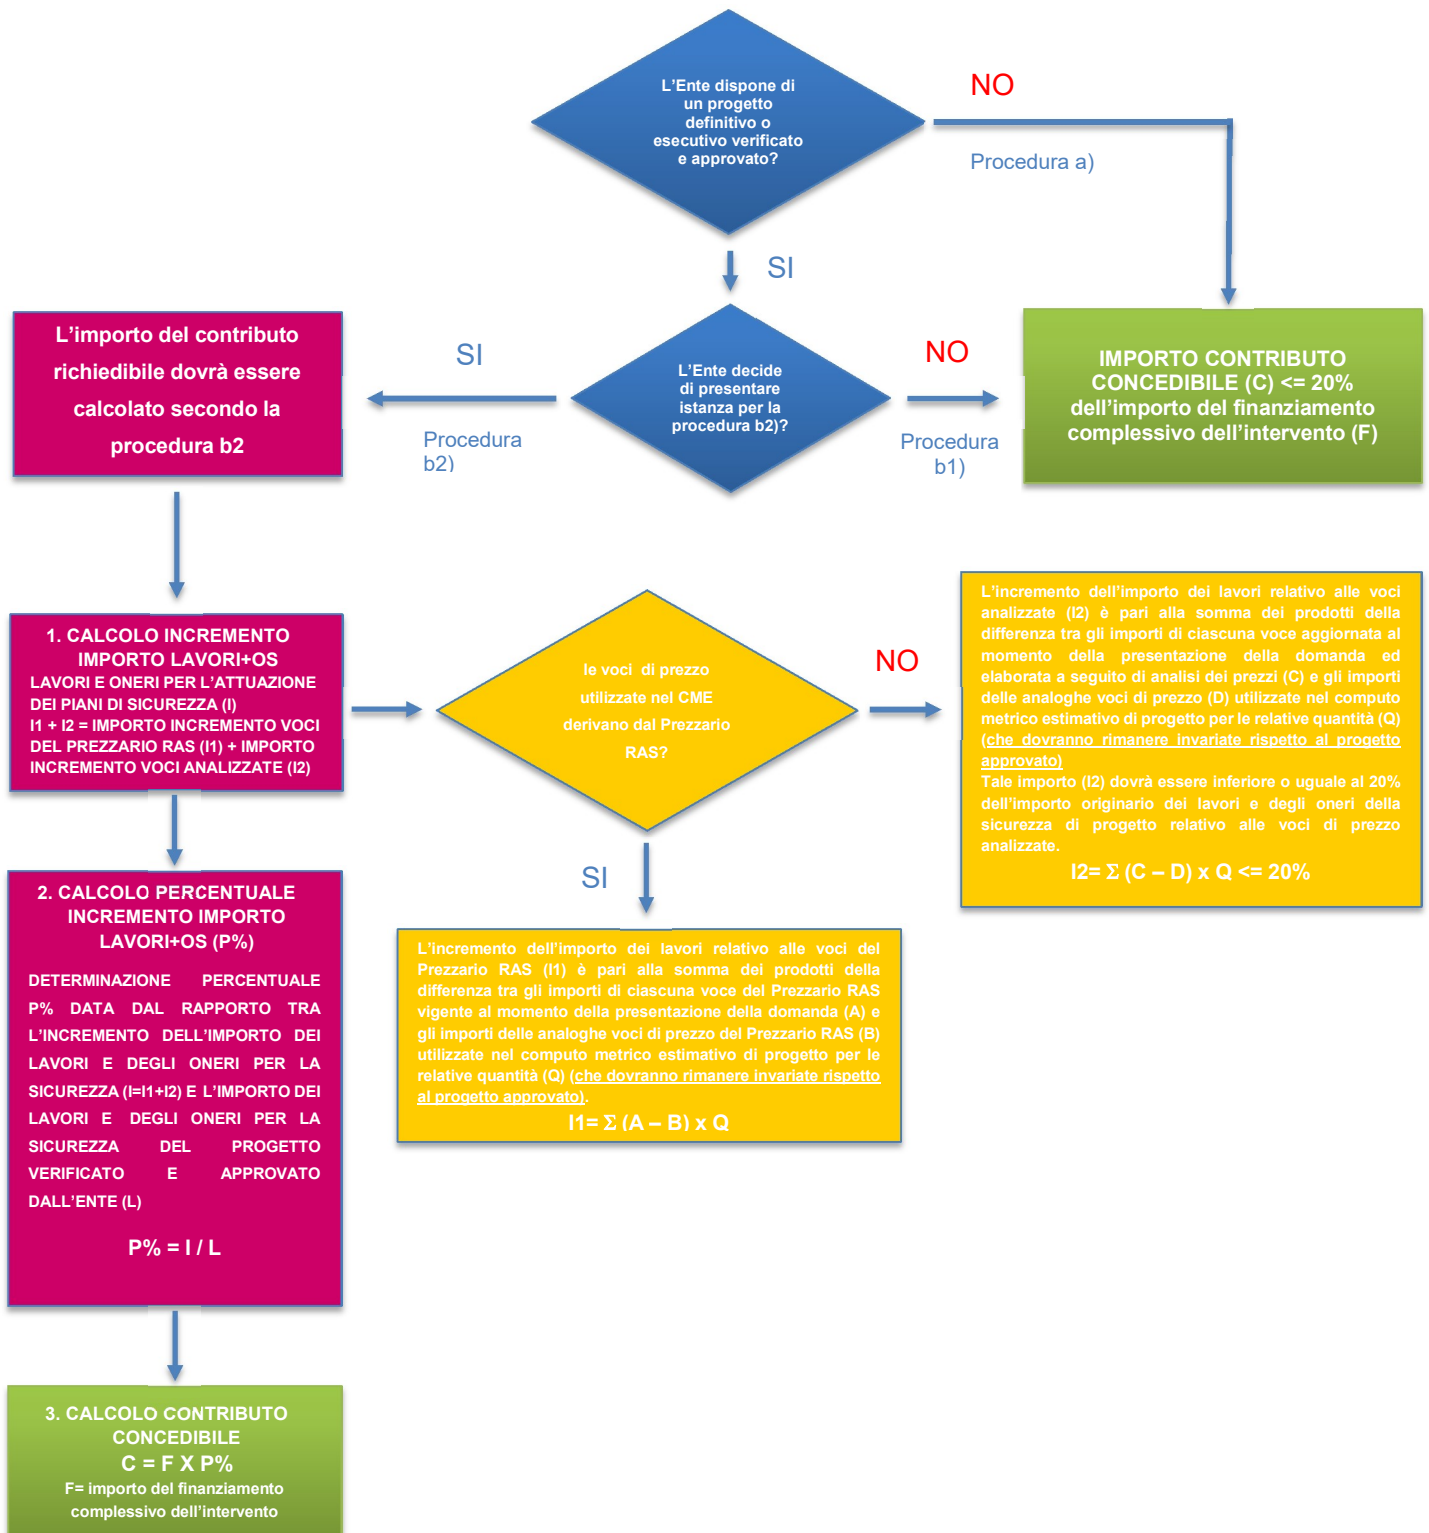 L'Ente dispone di
un progetto
definitivo o
esecutivo verificato
e approvato?
NO
Procedura a)
SI
L'importo del contributo
richiedibile dovrà essere
calcolato secondo la
procedura b2
SI
Procedura
b2)
L'Ente decide
di presentare
istanza per la
procedura b2)?
NO
Procedura
b1)
IMPORTO CONTRIBUTO
CONCEDIBILE (C) <= 20%
dell'importo del finanziamento
complessivo dell'intervento (F)
1. CALCOLO INCREMENTO
IMPORTO LAVORI+OS
LAVORI E ONERI PER L'ATTUAZIONE
DEI PIANI DI SICUREZZA (I)
I1 + I2 = IMPORTO INCREMENTO VOCI
DEL PREZZARIO RAS (I1) + IMPORTO
INCREMENTO VOCI ANALIZZATE (I2)
le voci di prezzo
utilizzate nel CME
derivano dal Prezzario
RAS?
NO
L'incremento dell'importo dei lavori relativo alle voci
analizzate (I2) è pari alla somma dei prodotti della
differenza tra gli importi di ciascuna voce aggiornata al
momento della presentazione della domanda ed
elaborata a seguito di analisi dei prezzi (C) e gli importi
delle analoghe voci di prezzo (D) utilizzate nel computo
metrico estimativo di progetto per le relative quantità (Q)
(che dovranno rimanere invariate rispetto al progetto
approvato)
Tale importo (I2) dovrà essere inferiore o uguale al 20%
dell'importo originario dei lavori e degli oneri della
sicurezza di progetto relativo alle voci di prezzo
analizzate.
I2= Σ (C – D) x Q <= 20%
SI
L'incremento dell'importo dei lavori relativo alle voci del
Prezzario RAS (I1) è pari alla somma dei prodotti della
differenza tra gli importi di ciascuna voce del Prezzario RAS
vigente al momento della presentazione della domanda (A) e
gli importi delle analoghe voci di prezzo del Prezzario RAS (B)
utilizzate nel computo metrico estimativo di progetto per le
relative quantità (Q) (che dovranno rimanere invariate rispetto
al progetto approvato).
I1= Σ (A – B) x Q
2. CALCOLO PERCENTUALE
INCREMENTO IMPORTO
LAVORI+OS (P%)
DETERMINAZIONE PERCENTUALE
P% DATA DAL RAPPORTO TRA
L'INCREMENTO DELL'IMPORTO DEI
LAVORI E DEGLI ONERI PER LA
SICUREZZA (I=I1+I2) E L'IMPORTO DEI
LAVORI E DEGLI ONERI PER LA
SICUREZZA DEL PROGETTO
VERIFICATO E APPROVATO
DALL'ENTE (L)
P% = I / L
3. CALCOLO CONTRIBUTO
CONCEDIBILE
C = F X P%
F= importo del finanziamento
complessivo dell'intervento